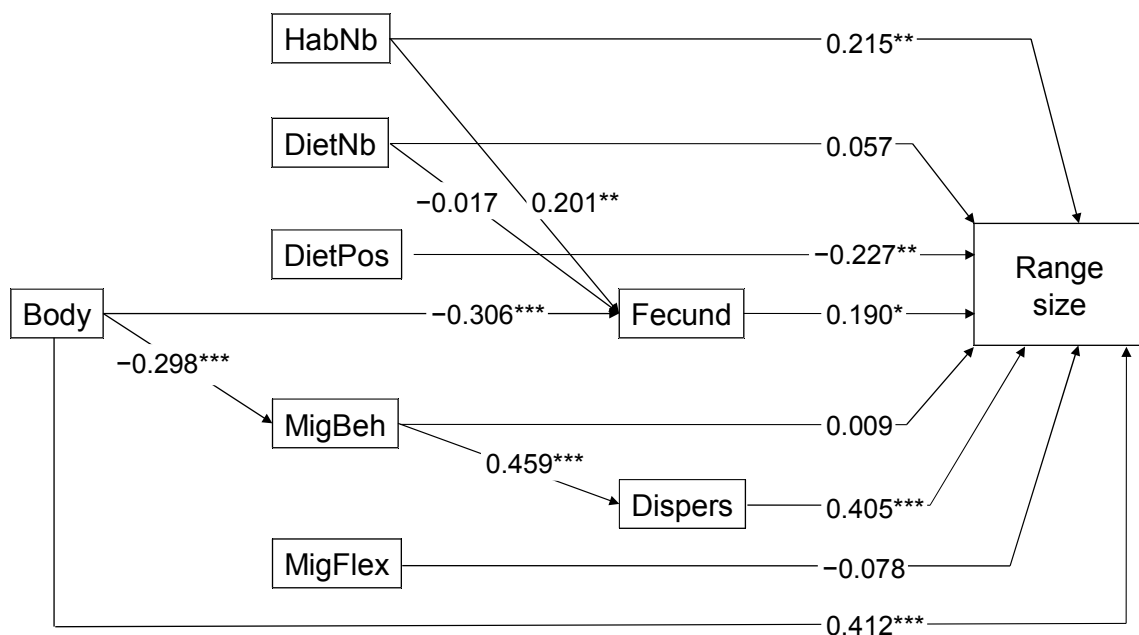 HabNb
0.215**
DietNb
0.057
−0.017
0.201**
DietPos
−0.227**
Range
size
Body
−0.306***
Fecund
0.190*
−0.298***
MigBeh
0.009
0.459***
Dispers
0.405***
MigFlex
−0.078
0.412***